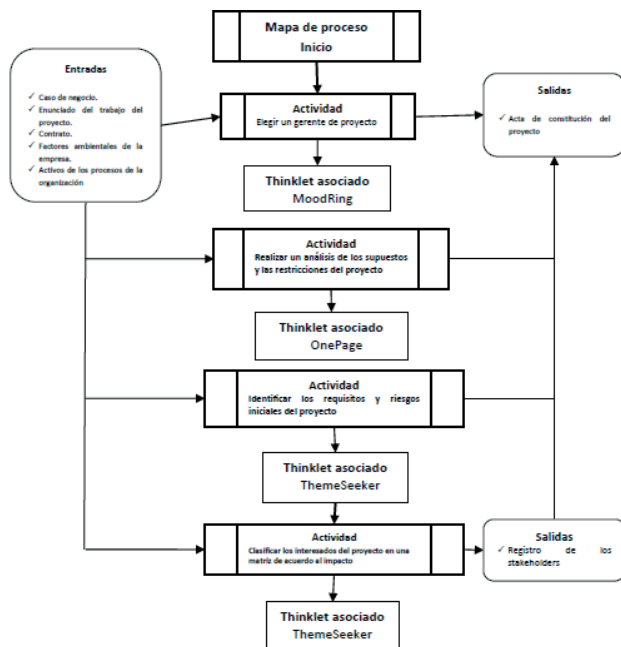 Mapa de proceso
Inicio
Entradas
✓ Caso de negocio.
✓ Enunciado del trabajo del
proyecto.
✓ Contrato.
✓ Factores ambientales de la
empresa.
✓ Activos de los procesos de la
organización
Actividad
Elegir un gerente de proyecto
Salidas
✓ Acta de constitución del
proyecto
Thinklet asociado
MoodRing
Actividad
Realizar un análisis de los supuestos
y las restricciones del proyecto
Thinklet asociado
OnePage
Actividad
Identificar los requisitos y riesgos
iniciales del proyecto
Thinklet asociado
ThemeSeeker
Actividad
Clasificar los interesados del proyecto en una
matriz de acuerdo al impacto
Salidas
✓ Registro de los
stakeholders
Thinklet asociado
ThemeSeeker